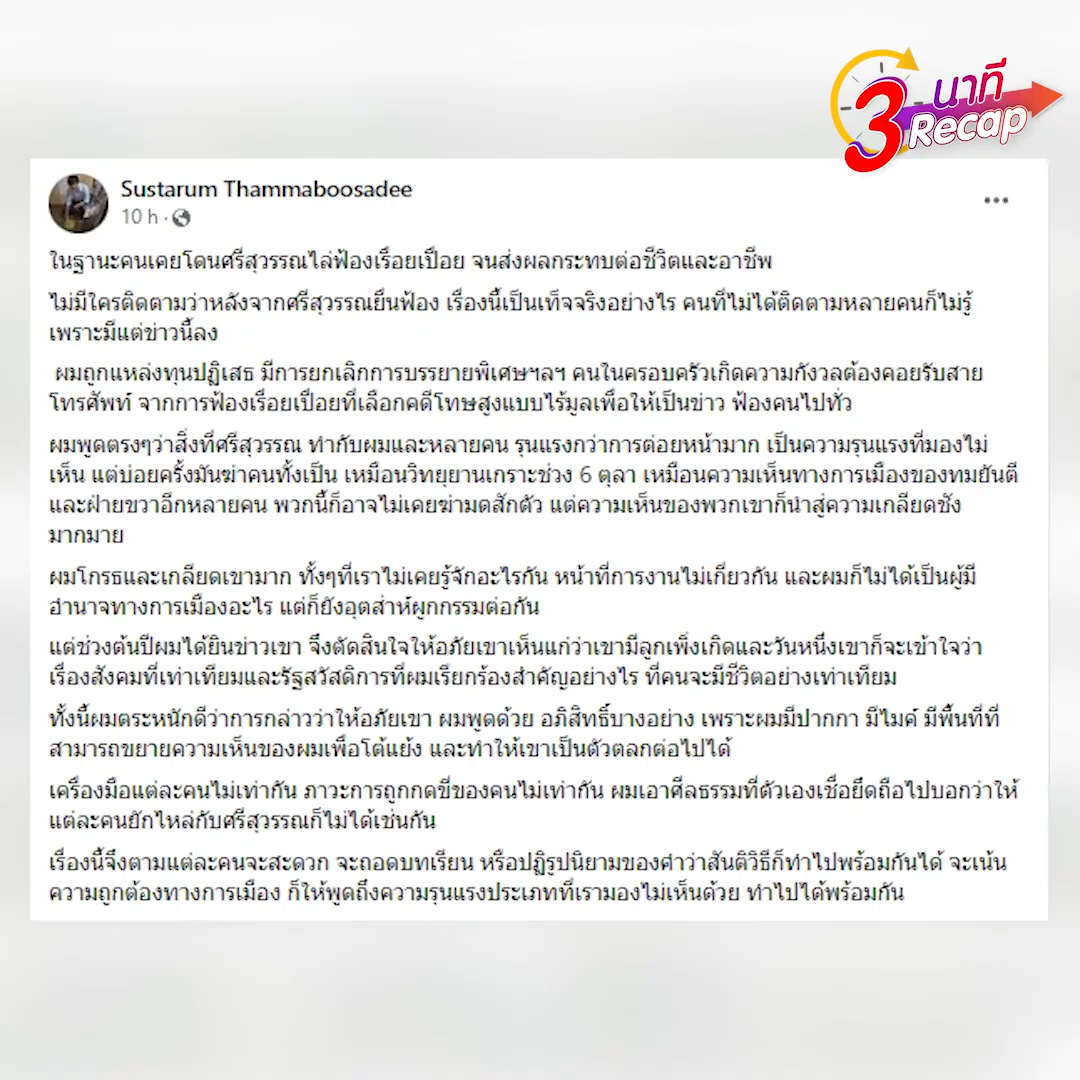 3 นาที
Recap
Sustarum Thammaboosadee
10 h ·
ในฐานะคนเคยโดนศรีสุวรรณไล่ฟ้องเรื่อยเปื่อย จนส่งผลกระทบต่อชีวิตและอาชีพ
ไม่มีใครติดตามว่าหลังจากศรีสุวรรณยื่นฟ้อง เรื่องนี้เป็นเท็จจริงอย่างไร คนที่ไม่ได้ติดตามหลายคนก็ไม่รู้
เพราะมีแต่ข่าวนี้ลง
ผมถูกแหล่งทุนปฏิเสธ มีการยกเลิกการบรรยายพิเศษฯลฯ คนในครอบครัวเกิดความกังวลต้องคอยรับสาย
โทรศัพท์ จากการฟ้องเรื่อยเปื่อยที่เลือกคดีโทษสูงแบบไร้มูลเพื่อให้เป็นข่าว ฟ้องคนไปทั่ว
ผมพูดตรงๆว่าสิ่งที่ศรีสุวรรณ ทำกับผมและหลายคน รุนแรงกว่าการต่อยหน้ามาก เป็นความรุนแรงที่มองไม่
เห็น แต่บ่อยครั้งมันฆ่าคนทั้งเป็น เหมือนวิทยุยานเกราะช่วง 6 ตุลา เหมือนความเห็นทางการเมืองของทมยันตี
และฝ่ายขวาอีกหลายคน พวกนี้ก็อาจไม่เคยฆ่ามดสักตัว แต่ความเห็นของพวกเขาก็นำสู่ความเกลียดชัง
มากมาย
ผมโกรธและเกลียดเขามาก ทั้งๆที่เราไม่เคยรู้จักอะไรกัน หน้าที่การงานไม่เกี่ยวกัน และผมก็ไม่ได้เป็นผู้มี
อำนาจทางการเมืองอะไร แต่ก็ยังอุตส่าห์ผูกกรรมต่อกัน
แต่ช่วงต้นปีผมได้ยินข่าวเขา จึงตัดสินใจให้อภัยเขาเห็นแก่ว่าเขามีลูกเพิ่งเกิดและวันหนึ่งเขาก็จะเข้าใจว่า
เรื่องสังคมที่เท่าเทียมและรัฐสวัสดิการที่ผมเรียกร้องสำคัญอย่างไร ที่คนจะมีชีวิตอย่างเท่าเทียม
ทั้งนี้ผมตระหนักดีว่าการกล่าวว่าให้อภัยเขา ผมพูดด้วย อภิสิทธิ์บางอย่าง เพราะผมมีปากกา มีไมค์ มีพื้นที่ที่
สามารถขยายความเห็นของผมเพื่อโต้แย้ง และทำให้เขาเป็นตัวตลกต่อไปได้
เครื่องมือแต่ละคนไม่เท่ากัน ภาวะการถูกกดขี่ของคนไม่เท่ากัน ผมเอาศีลธรรมที่ตัวเองเชื่อยึดถือไปบอกว่าให้
แต่ละคนยักไหล่กับศรีสุวรรณก็ไม่ได้เช่นกัน
เรื่องนี้จึงตามแต่ละคนจะสะดวก จะถอดบทเรียน หรือปฏิรูปนิยามของคำว่าสันติวิธีก็ทำไปพร้อมกันได้ จะเน้น
ความถูกต้องทางการเมือง ก็ให้พูดถึงความรุนแรงประเภทที่เรามองไม่เห็นด้วย ทำไปได้พร้อมกัน